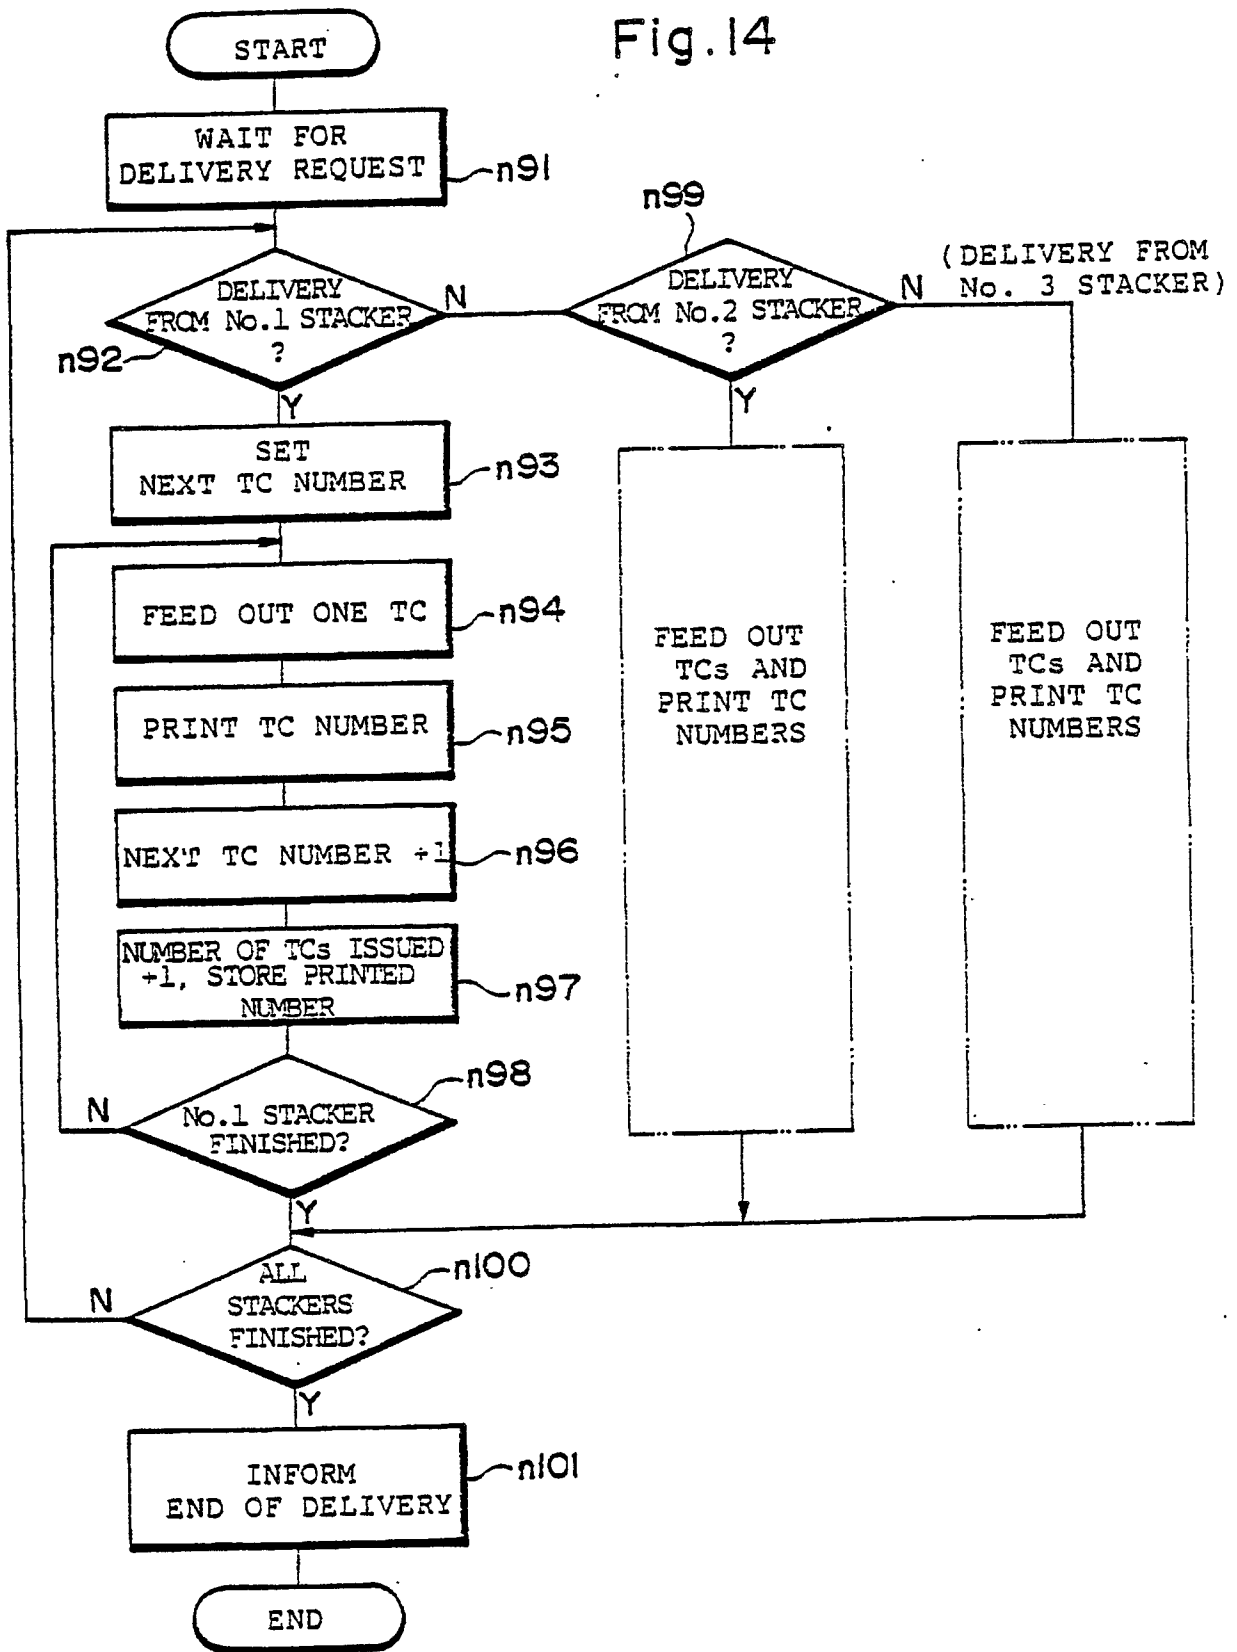 Fig. 14
START
WAIT FOR
DELIVERY REQUEST
n91
DELIVERY
FROM No.1 STACKER
?
n92
N
Y
n99
DELIVERY
FROM No.2 STACKER
?
N
Y
(DELIVERY FROM
No. 3 STACKER)
SET
NEXT TC NUMBER
n93
FEED OUT ONE TC
n94
PRINT TC NUMBER
n95
NEXT TC NUMBER +1
n96
NUMBER OF TCs ISSUED
+1, STORE PRINTED
NUMBER
n97
No.1 STACKER
FINISHED?
n98
N
Y
FEED OUT
TCs AND
PRINT TC
NUMBERS
FEED OUT
TCs AND
PRINT TC
NUMBERS
ALL
STACKERS
FINISHED?
n100
N
Y
INFORM
END OF DELIVERY
n101
END